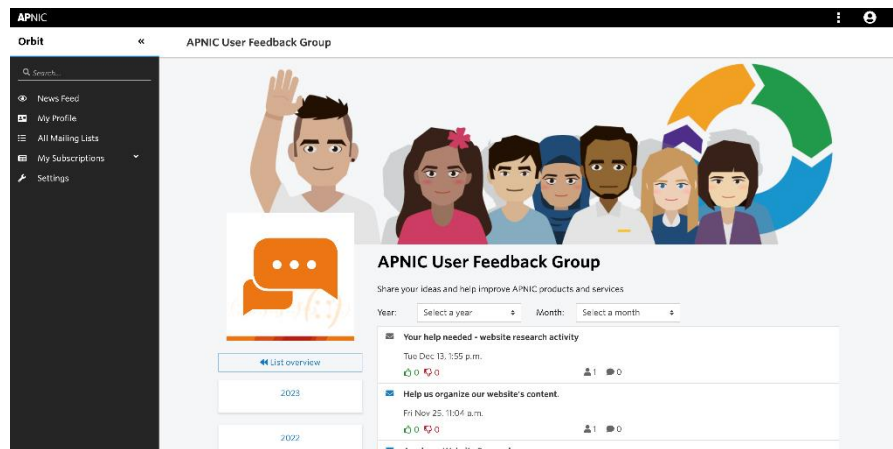 APNIC
Orbit «
APNIC User Feedback Group
Search...
News Feed
My Profile
All Mailing Lists
My Subscriptions
Settings
APNIC User Feedback Group
Share your ideas and help improve APNIC products and services
Year: Select a year Month: Select a month
Your help needed - website research activity
Tue Dec 13, 1:55 p.m.
0 0 1 0
Help us organize our website's content.
Fri Nov 25, 11:04 a.m.
0 0 1 0
List overview
2023
2022